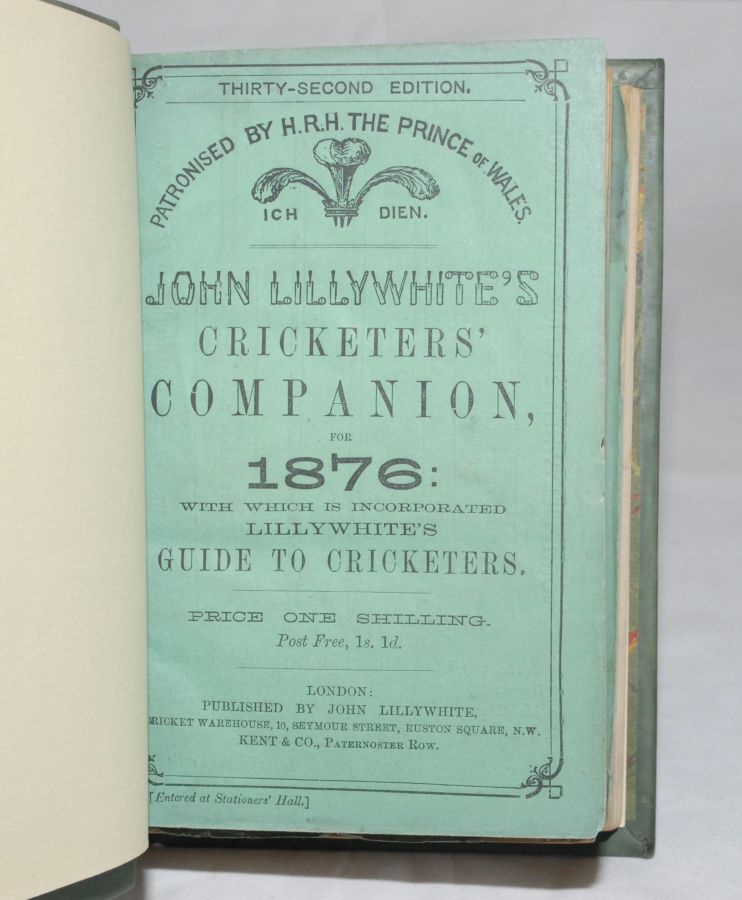 THIRTY-SECOND EDITION.
PATRONISED BY H.R.H. THE PRINCE OF WALES.
ICH DIEN.
JOHN LILLYWHITE'S
CRICKETERS'
COMPANION,
FOR
1876:
WITH WHICH IS INCORPORATED
LILLYWHITE'S
GUIDE TO CRICKETERS.
PRICE ONE SHILLING.
Post Free, 1s. 1d.
LONDON:
PUBLISHED BY JOHN LILLYWHITE,
CRICKET WAREHOUSE, 10, SEYMOUR STREET, EUSTON SQUARE, N.W.
KENT & CO., PATERNOSTER ROW.
[Entered at Stationers' Hall.]